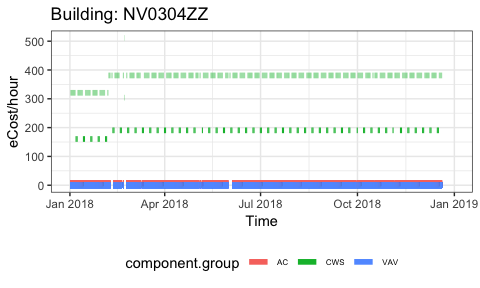 Building: NV0304ZZ
eCost/hour
500
400
300
200
100
0
Jan 2018 Apr 2018 Jul 2018 Oct 2018 Jan 2019
Time
component.group AC CWS VAV